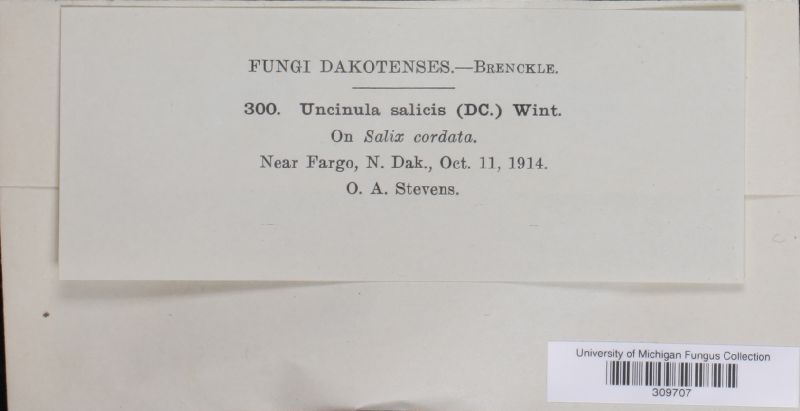 FUNGI DAKOTENSES.—BRENCKLE.
300. Uncinula salicis (DC.) Wint.
On Salix cordata.
Near Fargo, N. Dak., Oct. 11, 1914.
O. A. Stevens.
University of Michigan Fungus Collection
309707